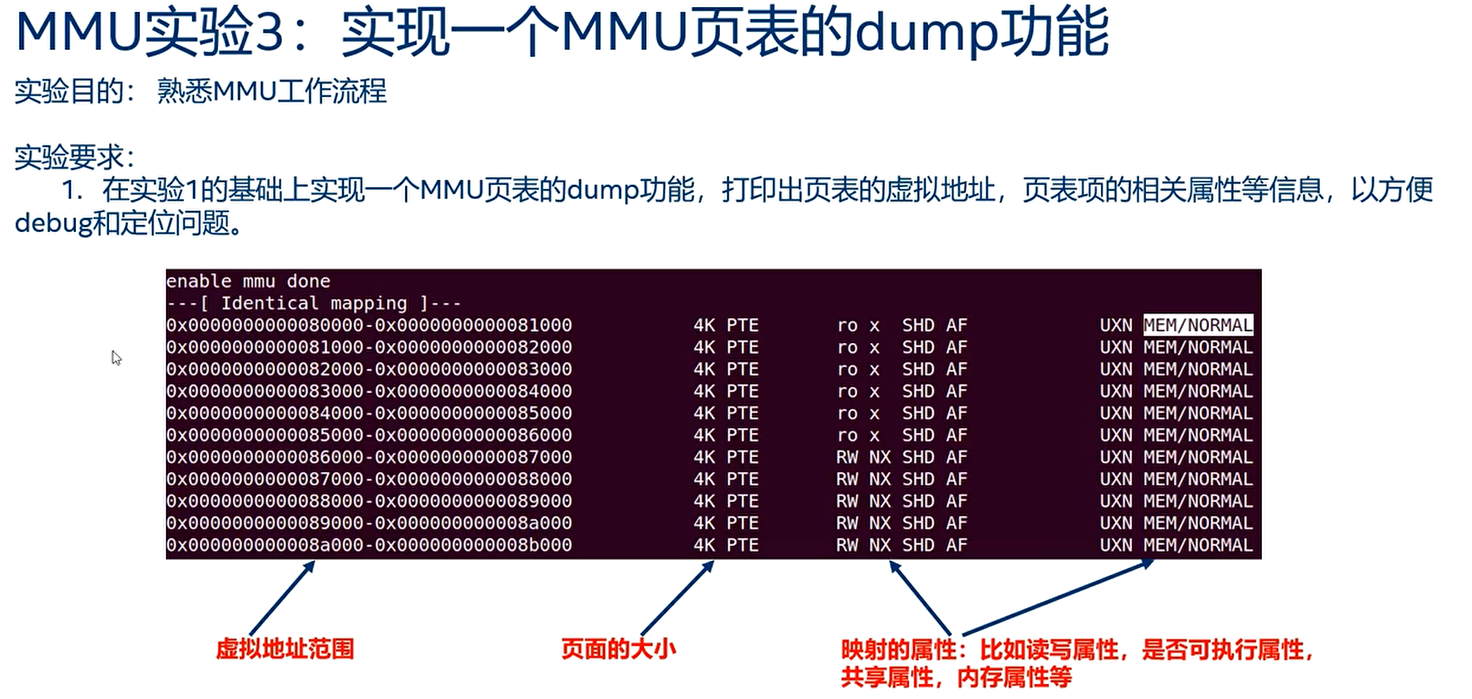 MMU实验3：实现一个MMU页表的dump功能
实验目的： 熟悉MMU工作流程
实验要求：
1. 在实验1的基础上实现一个MMU页表的dump功能，打印出页表的虚拟地址，页表项的相关属性等信息，以方便
debug和定位问题。
enable mmu done
---[ Identical mapping ]---
0x0000000000080000-0x0000000000081000 4K PTE ro x SHD AF UXN MEM/NORMAL
0x0000000000081000-0x0000000000082000 4K PTE ro x SHD AF UXN MEM/NORMAL
0x0000000000082000-0x0000000000083000 4K PTE ro x SHD AF UXN MEM/NORMAL
0x0000000000083000-0x0000000000084000 4K PTE ro x SHD AF UXN MEM/NORMAL
0x0000000000084000-0x0000000000085000 4K PTE ro x SHD AF UXN MEM/NORMAL
0x0000000000085000-0x0000000000086000 4K PTE ro x SHD AF UXN MEM/NORMAL
0x0000000000086000-0x0000000000087000 4K PTE RW NX SHD AF UXN MEM/NORMAL
0x0000000000087000-0x0000000000088000 4K PTE RW NX SHD AF UXN MEM/NORMAL
0x0000000000088000-0x0000000000089000 4K PTE RW NX SHD AF UXN MEM/NORMAL
0x0000000000089000-0x000000000008a000 4K PTE RW NX SHD AF UXN MEM/NORMAL
0x000000000008a000-0x000000000008b000 4K PTE RW NX SHD AF UXN MEM/NORMAL
虚拟地址范围
页面的大小
映射的属性：比如读写属性，是否可执行属性，
共享属性，内存属性等